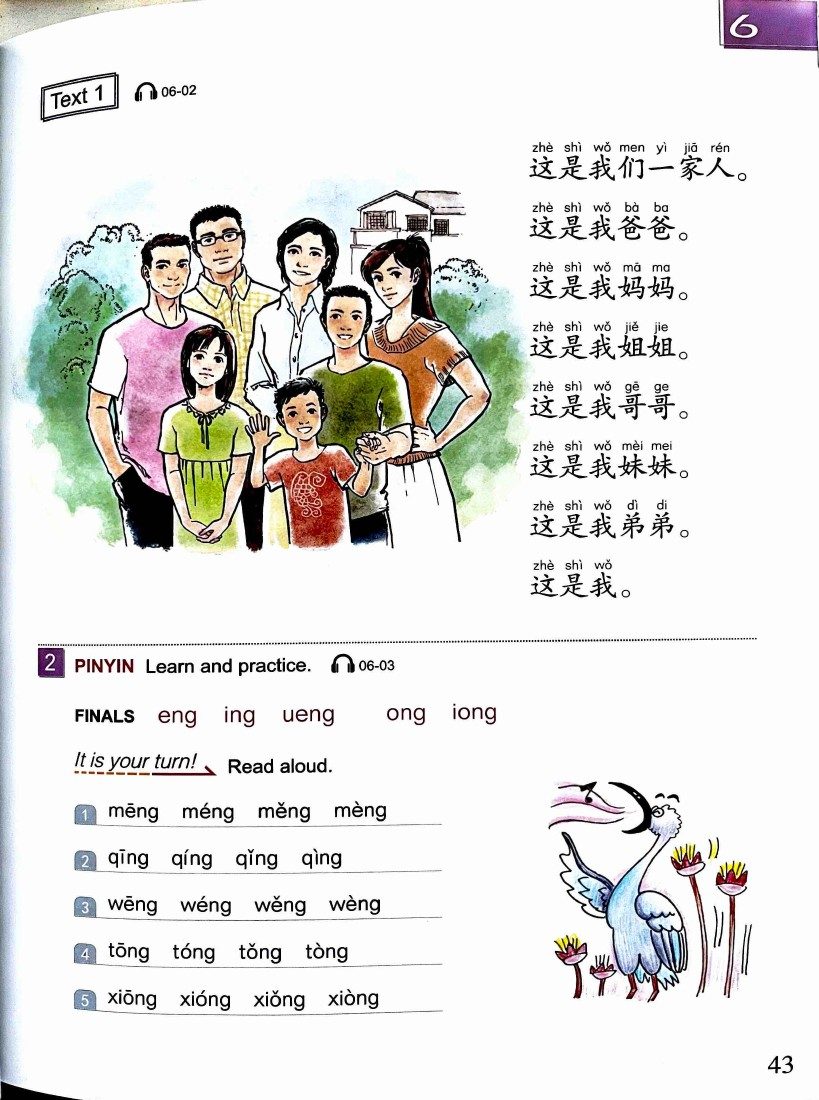 6
Text 1 06-02
zhè shì wǒ men yì jiā rén
这是我们一家人。
zhè shì wǒ bà ba
这是我爸爸。
zhè shì wǒ mā ma
这是我妈妈。
zhè shì wǒ jiě jie
这是我姐姐。
zhè shì wǒ gē ge
这是我哥哥。
zhè shì wǒ mèi mei
这是我妹妹。
zhè shì wǒ dì di
这是我弟弟。
zhè shì wǒ
这是我。
2 PINYIN Learn and practice. 06-03
FINALS eng ing ueng ong iong
It is your turn! Read aloud.
1 mēng méng měng mèng
2 qīng qíng qǐng qìng
3 wēng wéng wěng wèng
4 tōng tóng tǒng tòng
5 xiōng xióng xiǒng xiòng
43